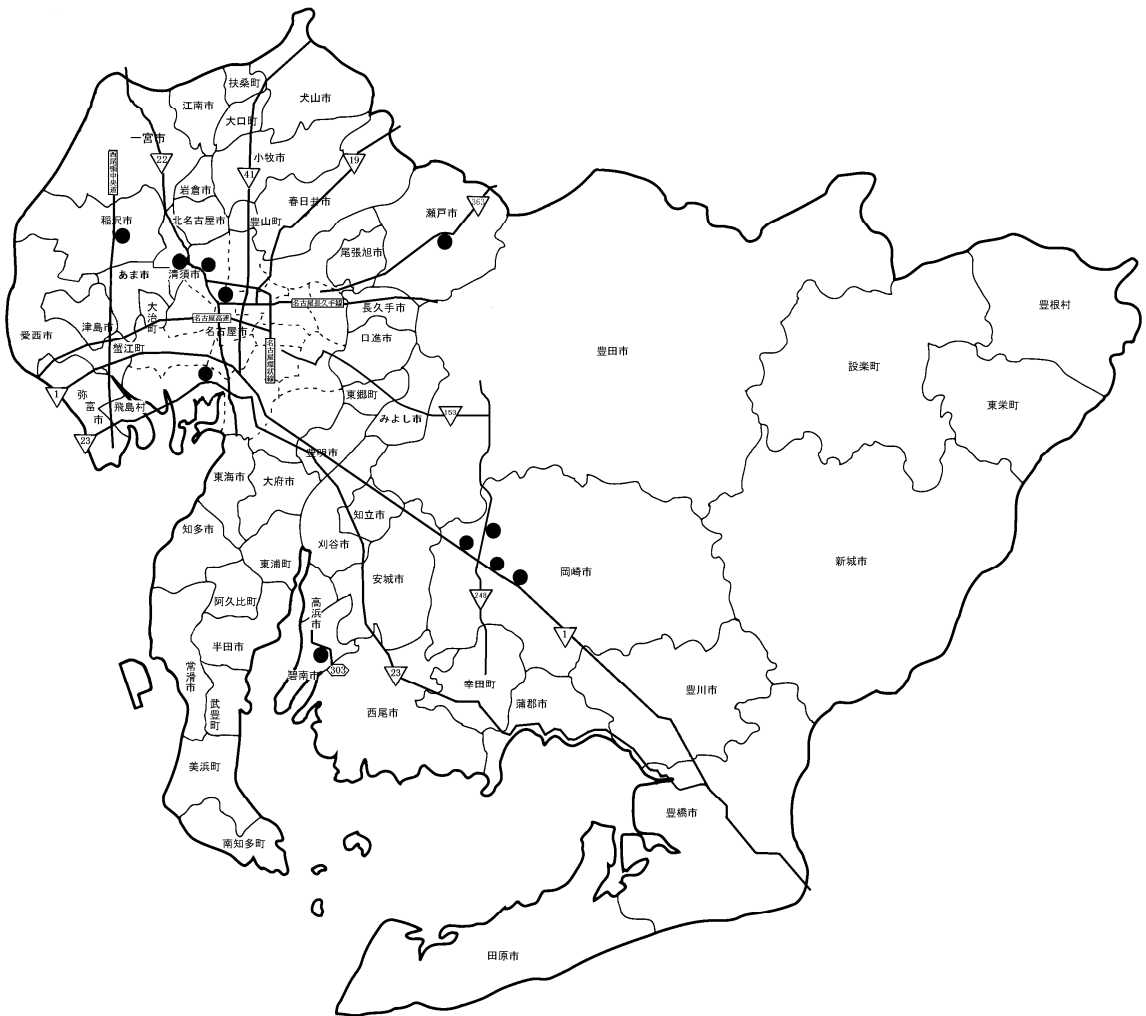 扶桑町
江南市
犬山市
大口町
一宮市
小牧市
22
19
41
西尾張中央道
岩倉市
春日井市
363
稲沢市
北名古屋市
豊山町
瀬戸市
尾張旭市
あま市
清須市
豊根村
名古屋長久手線
長久手市
大治町
津島市
名古屋高速
名古屋市
愛西市
口進市
蟹江町
名古屋環状線
豊田市
設楽町
1
弥富市
飛島村
東郷町
東栄町
みよし市
153
23
豊明市
東海市
大府市
知多市
知立市
刈谷市
東浦町
安城市
岡崎市
新城市
阿久比町
高浜市
248
1
半田市
碧南市
303
常滑市
23
幸田町
豊川市
武豊町
西尾市
蒲郡市
美浜町
豊橋市
南知多町
田原市